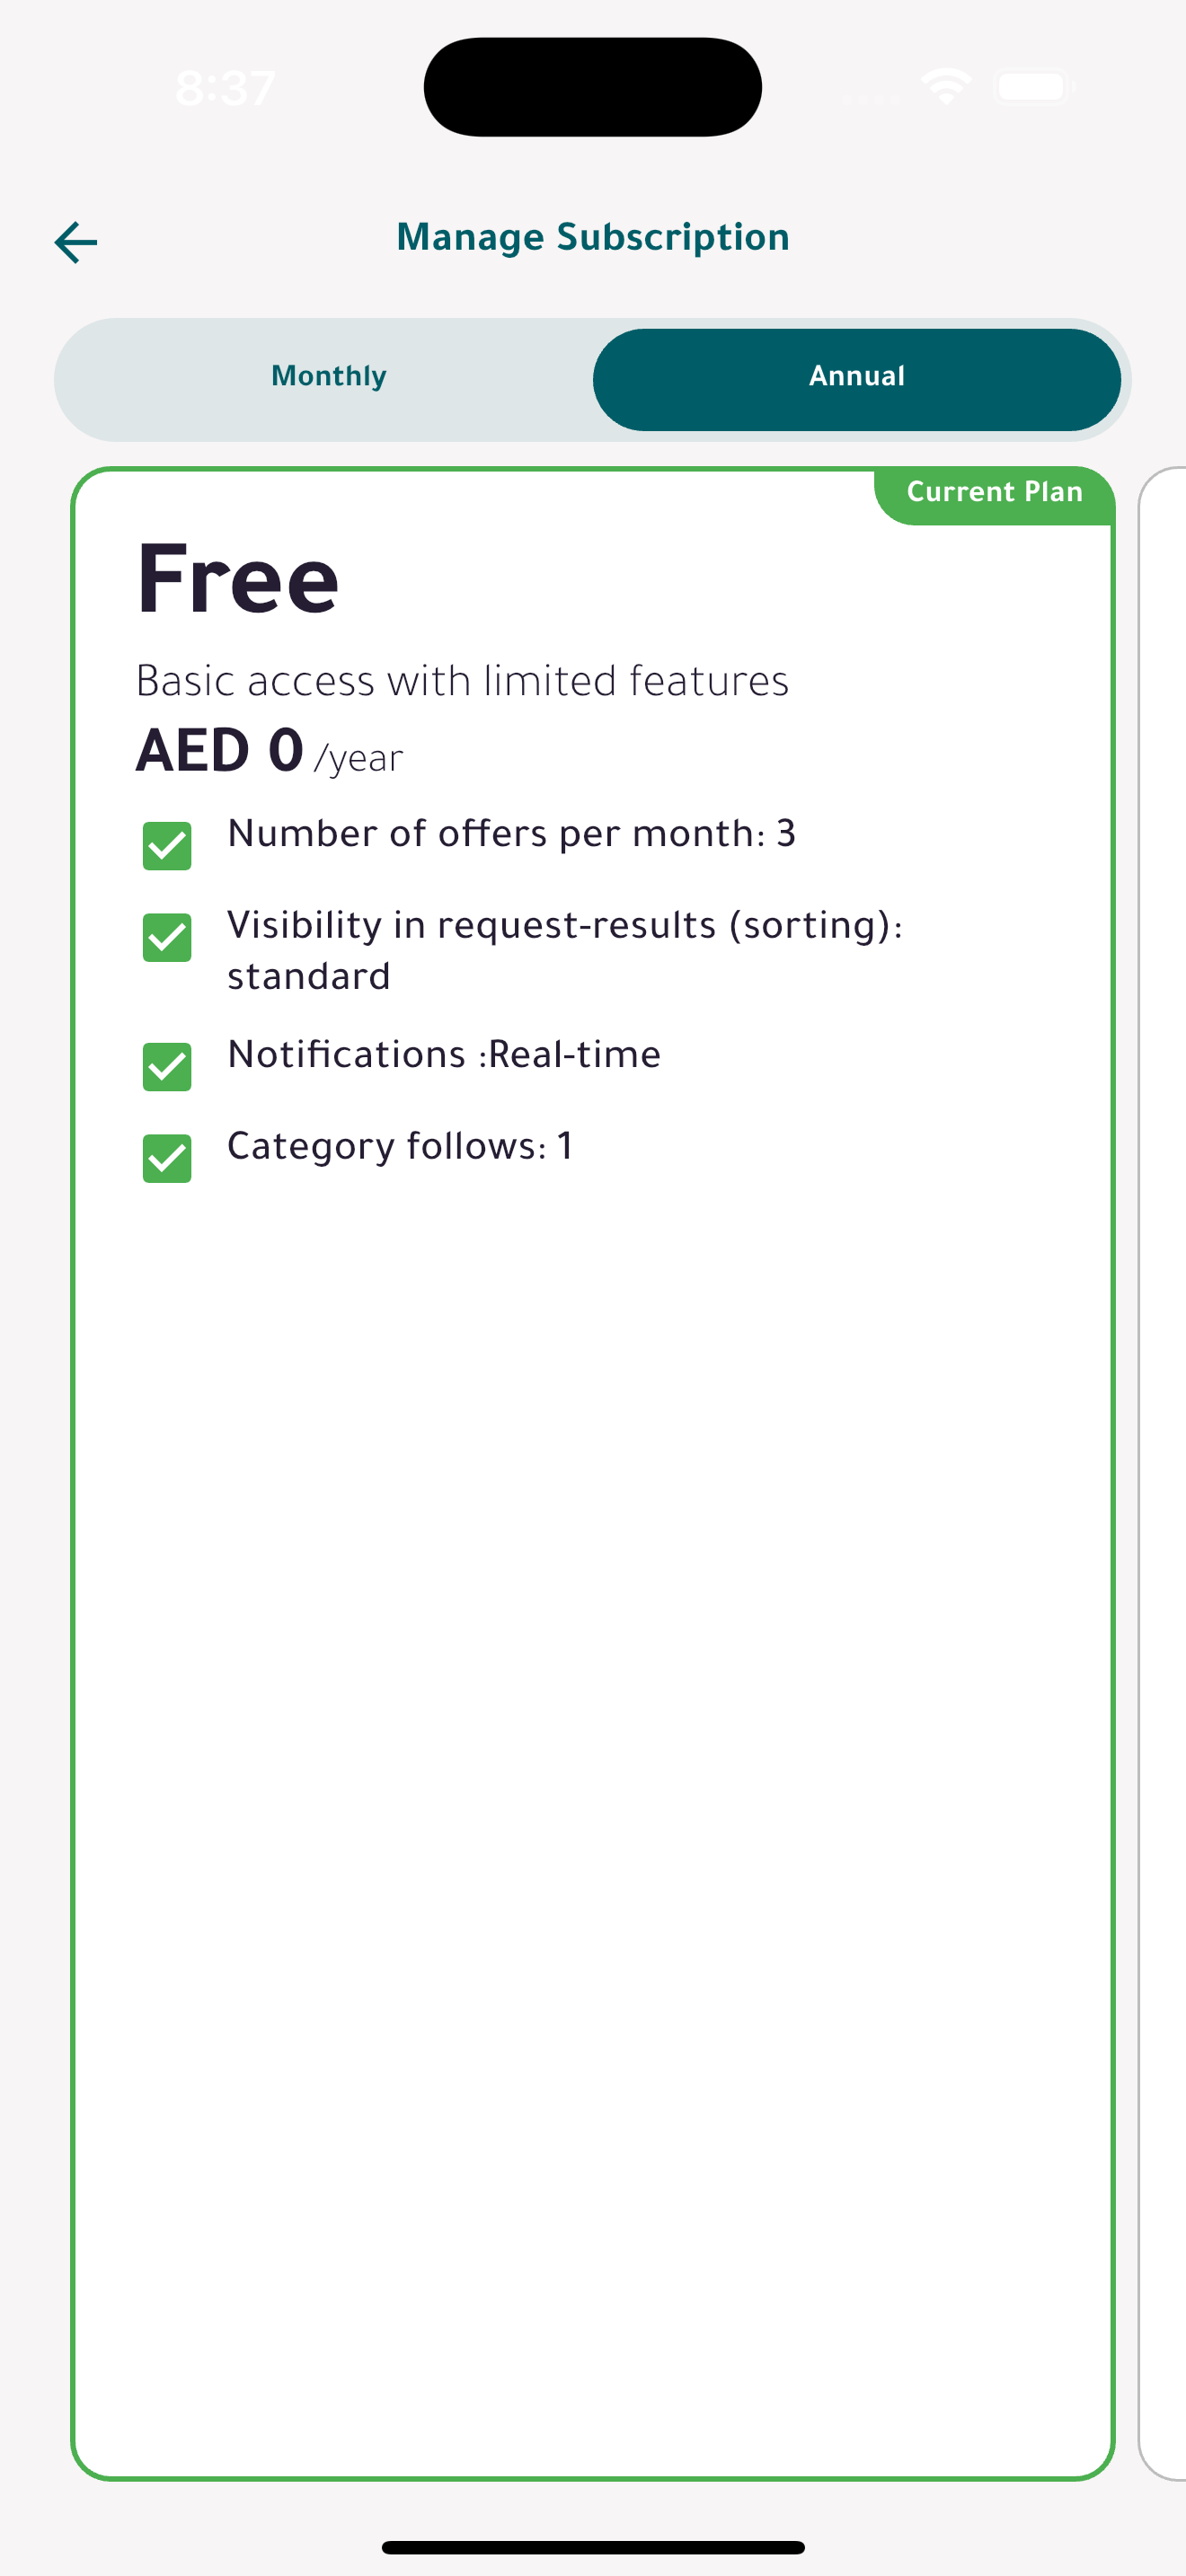 8:37
Manage Subscription
Monthly
Annual
Current Plan
Free
Basic access with limited features
AED 0 /year
Number of offers per month: 3
Visibility in request-results (sorting):
standard
Notifications :Real-time
Category follows: 1